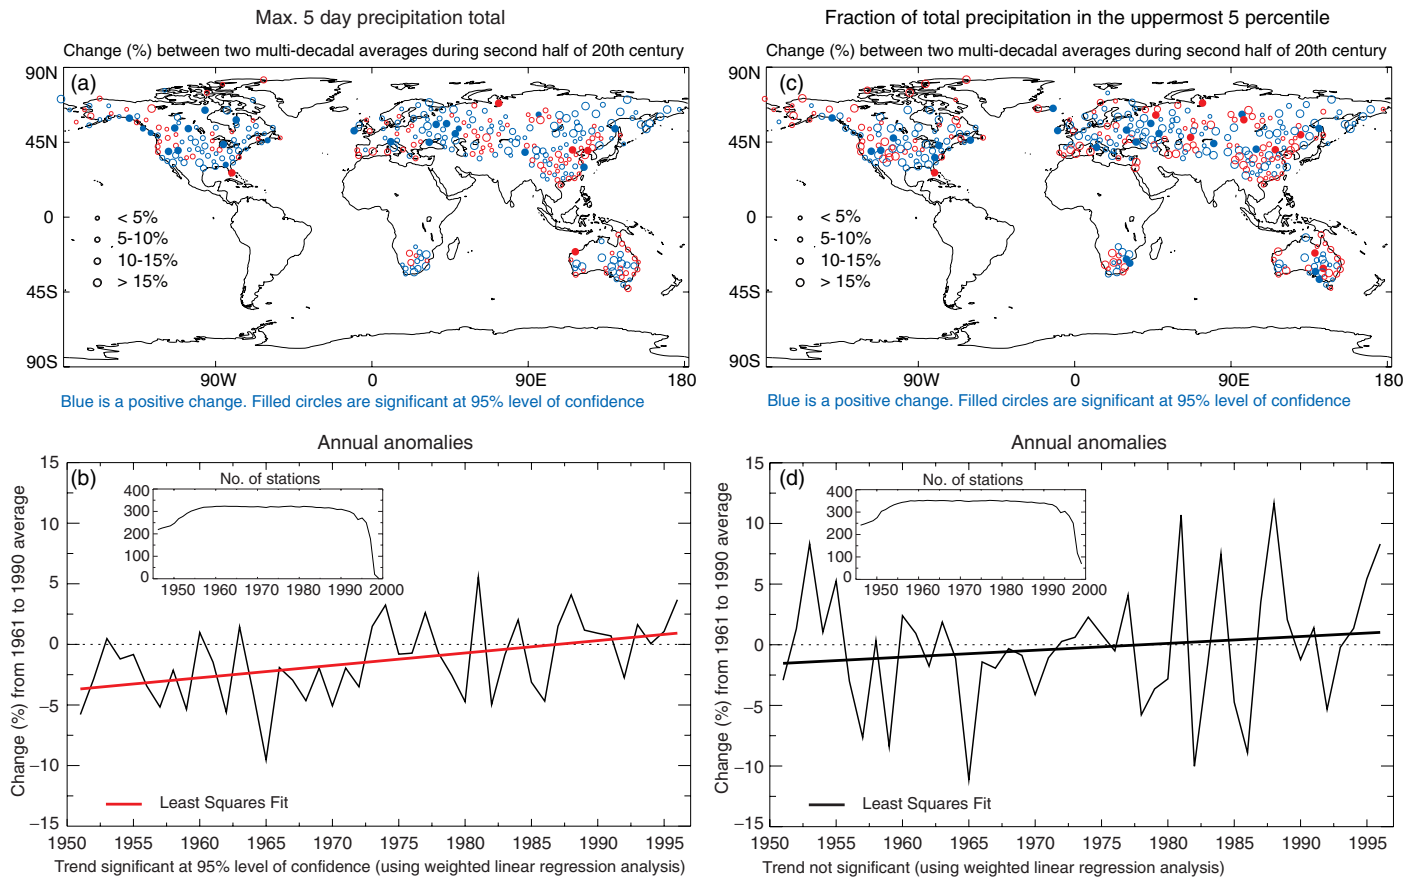 Max. 5 day precipitation total
Change (%) between two multi-decadal averages during second half of 20th century
(a)
90N
45N
0
45S
90S
< 5%
5-10%
10-15%
> 15%
90W
0
90E
180
Blue is a positive change. Filled circles are significant at 95% level of confidence
Fraction of total precipitation in the uppermost 5 percentile
Change (%) between two multi-decadal averages during second half of 20th century
(c)
90N
45N
0
45S
90S
< 5%
5-10%
10-15%
> 15%
90W
0
90E
180
Blue is a positive change. Filled circles are significant at 95% level of confidence
Annual anomalies
(b)
Change (%) from 1961 to 1990 average
15
10
5
0
−5
−10
−15
No. of stations
400
300
200
100
0
1950 1960 1970 1980 1990 2000
Least Squares Fit
1950 1955 1960 1965 1970 1975 1980 1985 1990 1995
Trend significant at 95% level of confidence (using weighted linear regression analysis)
Annual anomalies
(d)
Change (%) from 1961 to 1990 average
15
10
5
0
−5
−10
−15
No. of stations
400
300
200
100
0
1950 1960 1970 1980 1990 2000
Least Squares Fit
1950 1955 1960 1965 1970 1975 1980 1985 1990 1995
Trend not significant (using weighted linear regression analysis)